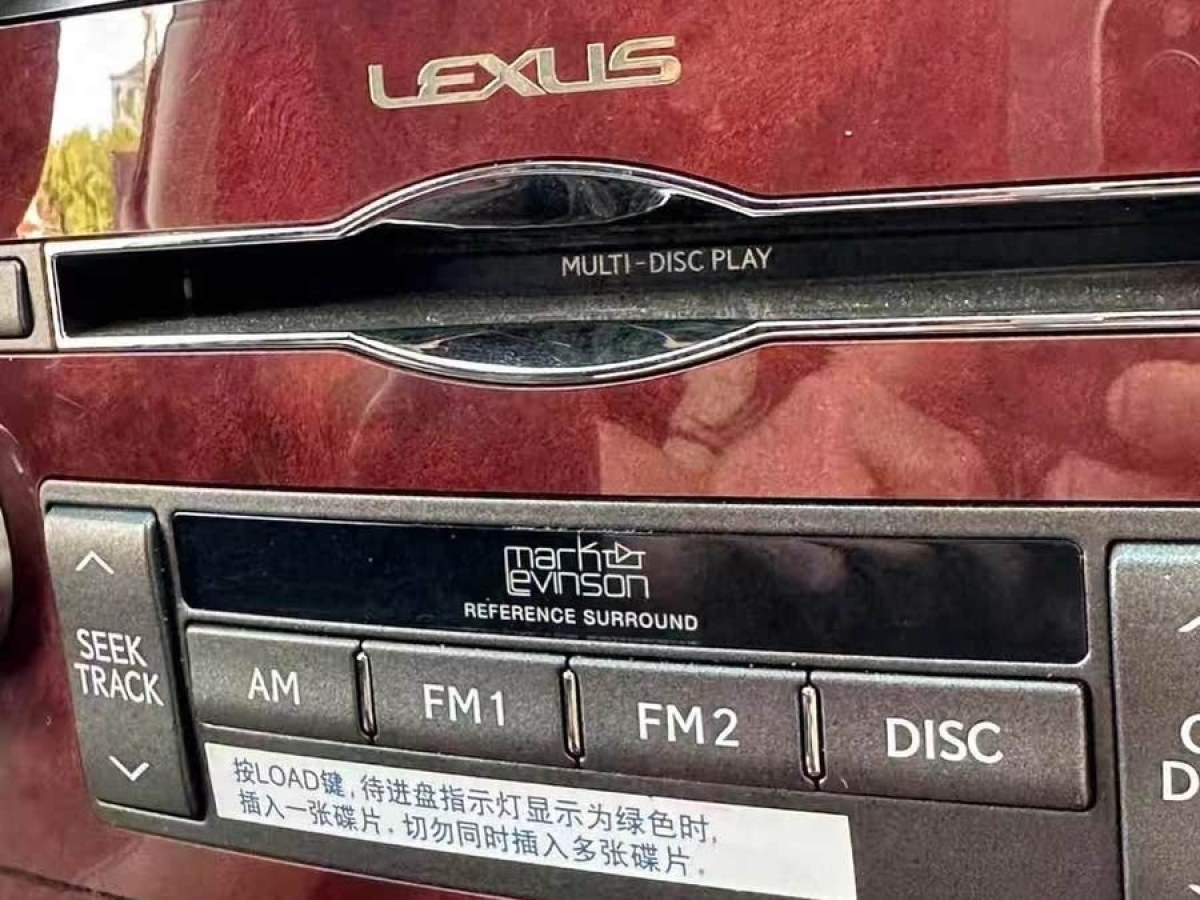 LEXUS
MULTI-DISC PLAY
mark
Levinson
REFERENCE SURROUND
SEEK
TRACK
AM
FM1
FM2
DISC
按LOAD键,待进盘指示灯显示为绿色时,
插入一张碟片.切勿同时插入多张碟片.